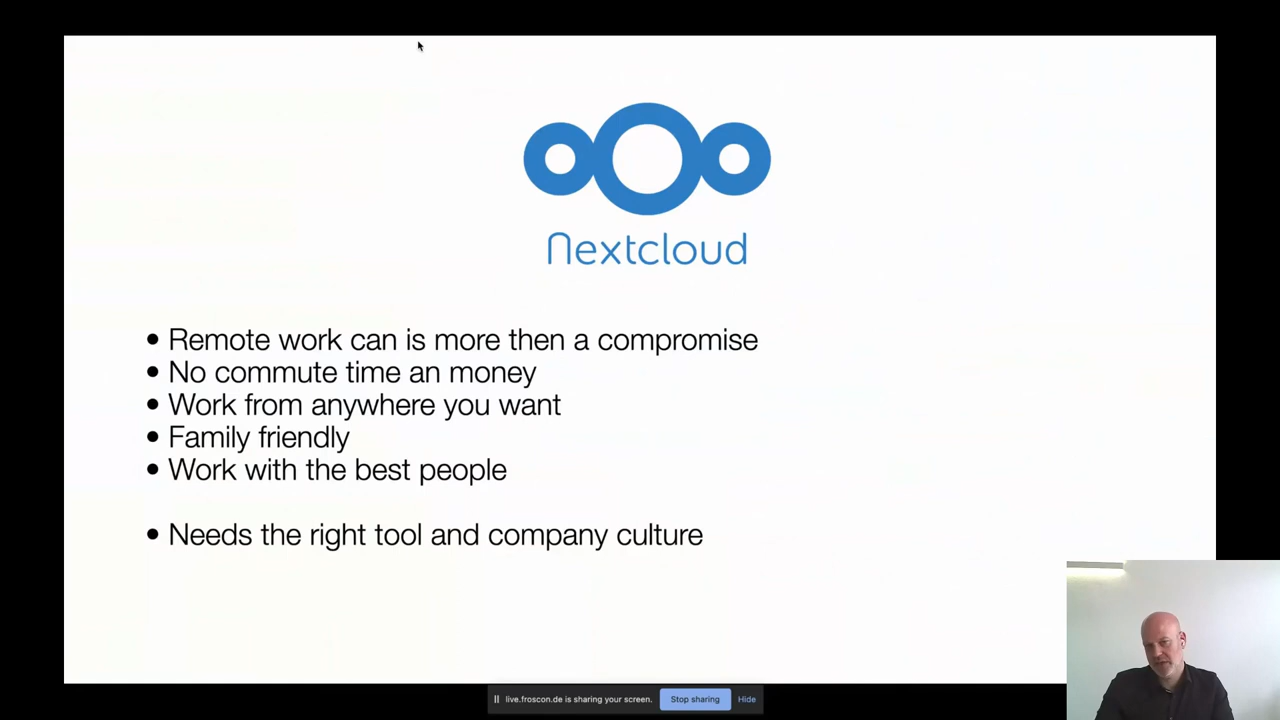 Nextcloud
• Remote work can is more then a compromise
• No commute time an money
• Work from anywhere you want
• Family friendly
• Work with the best people
• Needs the right tool and company culture
live.froscon.de is sharing your screen. Stop sharing Hide